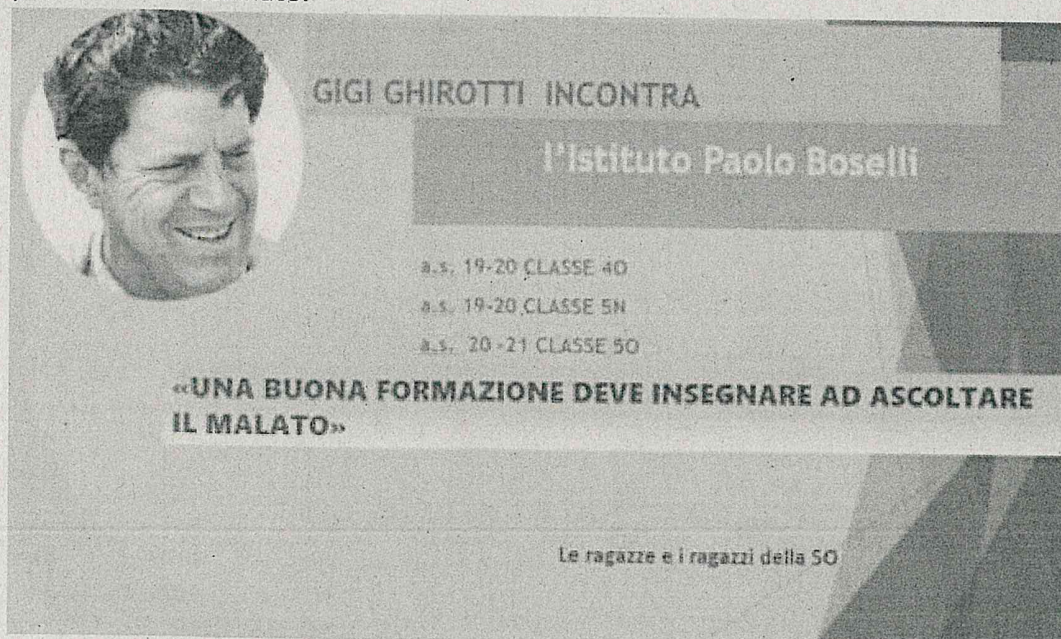 GIGI GHIROTTI INCONTRA
l'Istituto Paolo Boselli
a.s. 19-20 CLASSE 4O
a.s. 19-20 CLASSE 5N
a.s. 20-21 CLASSE 5O
«UNA BUONA FORMAZIONE DEVE INSEGNARE AD ASCOLTARE
IL MALATO»
Le ragazze e i ragazzi della 5O